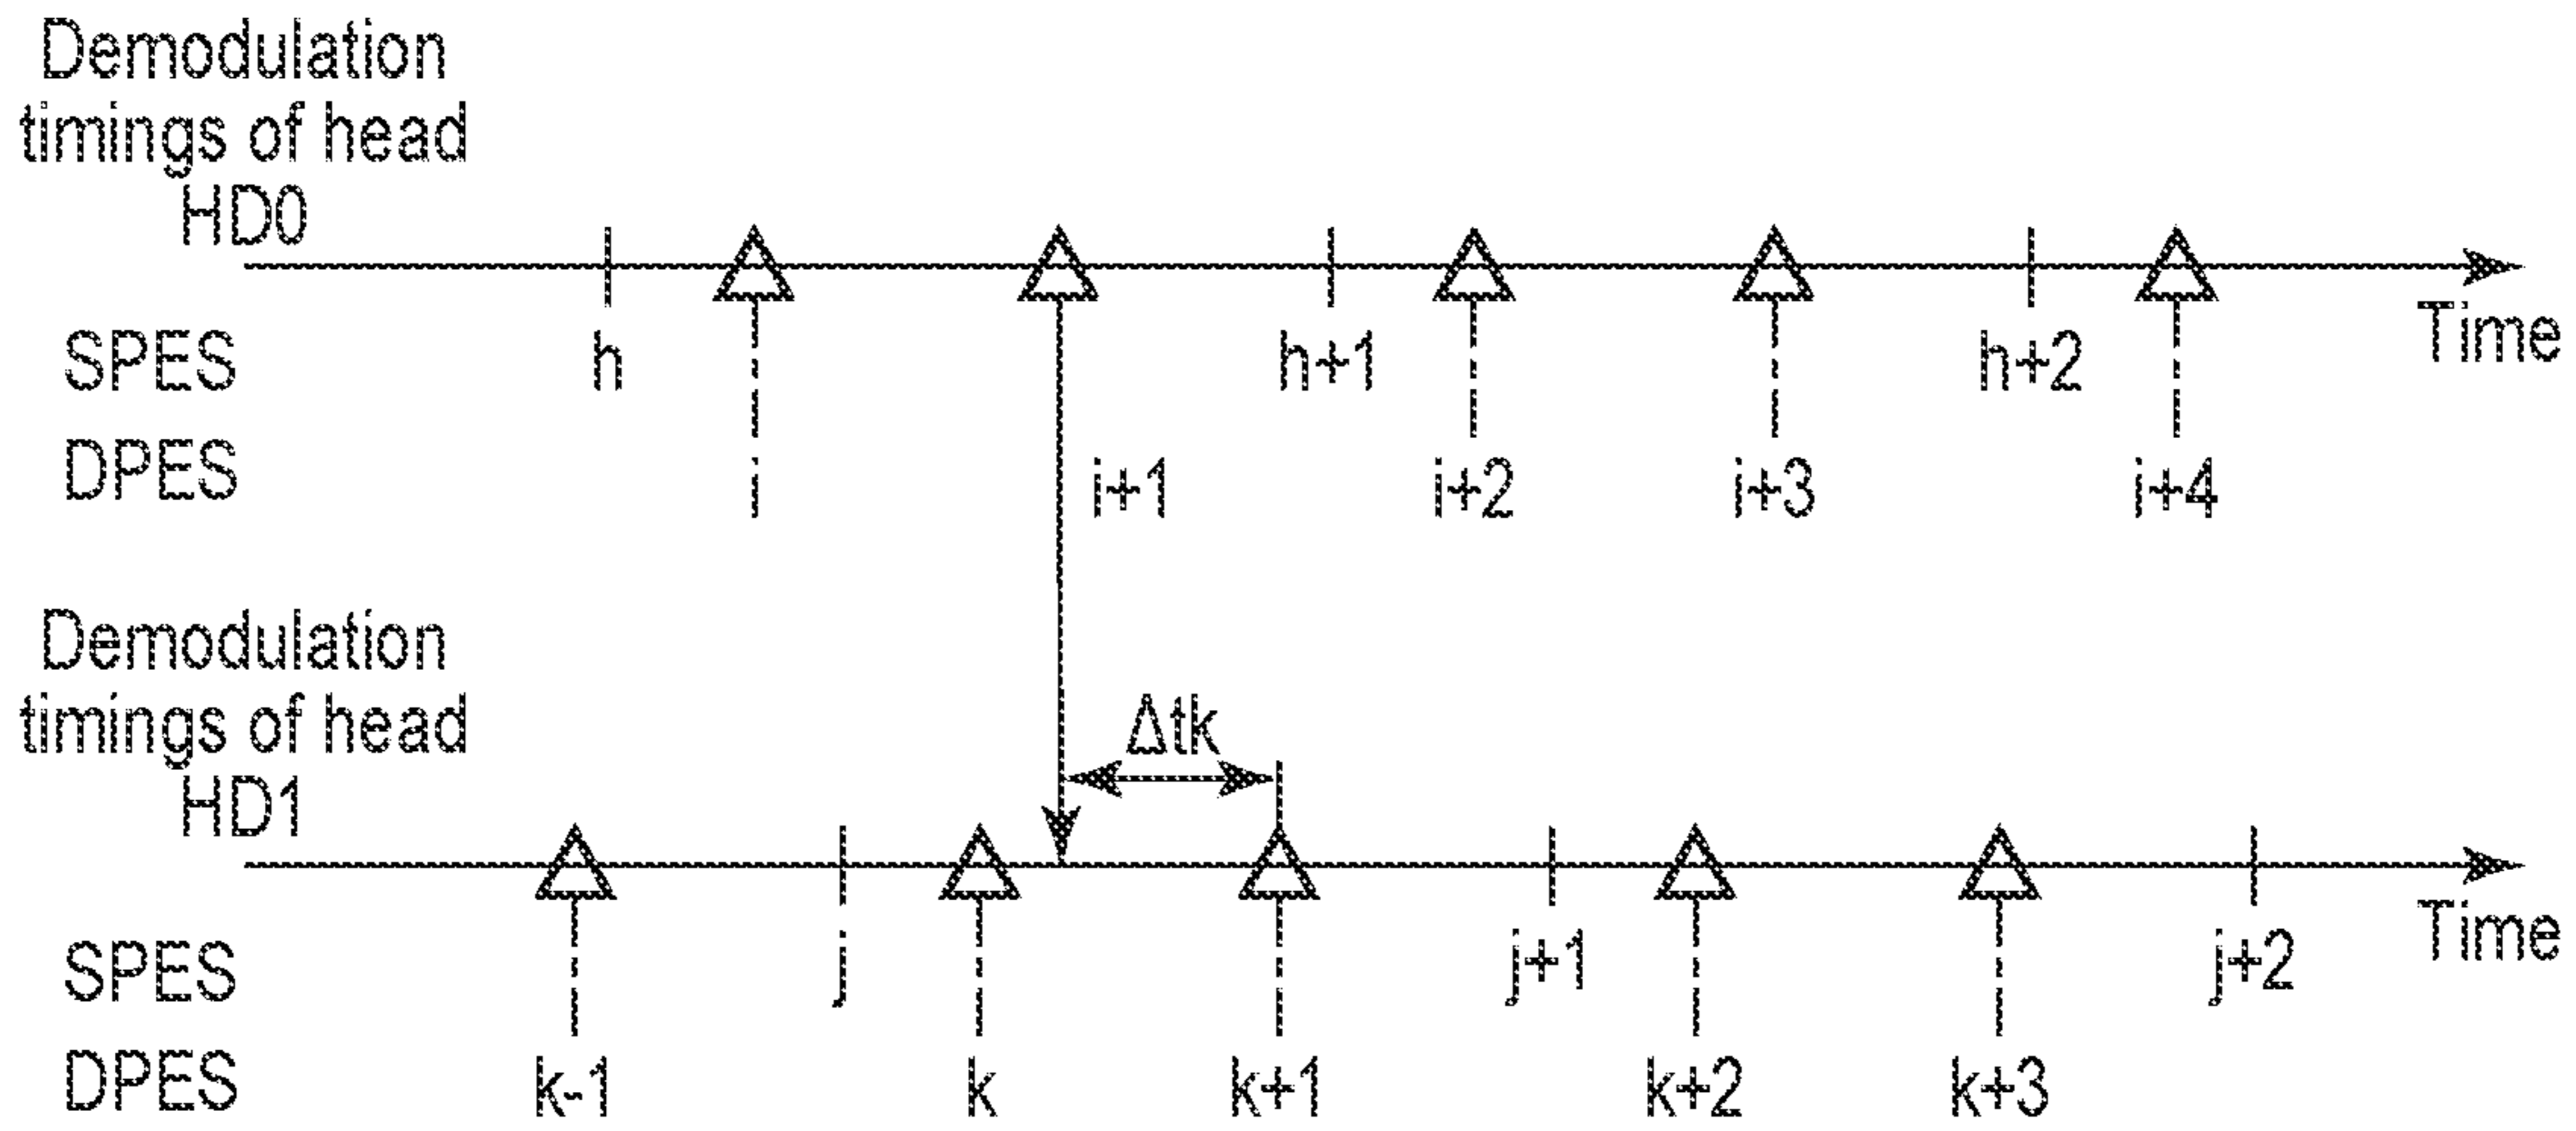 Demodulation
timings of head
HD0
Time
SPES h h+1 h+2
DPES i i+1 i+2 i+3 i+4
Demodulation
timings of head
HD1
Δtk
Time
SPES j j+1 j+2
DPES k-1 k k+1 k+2 k+3